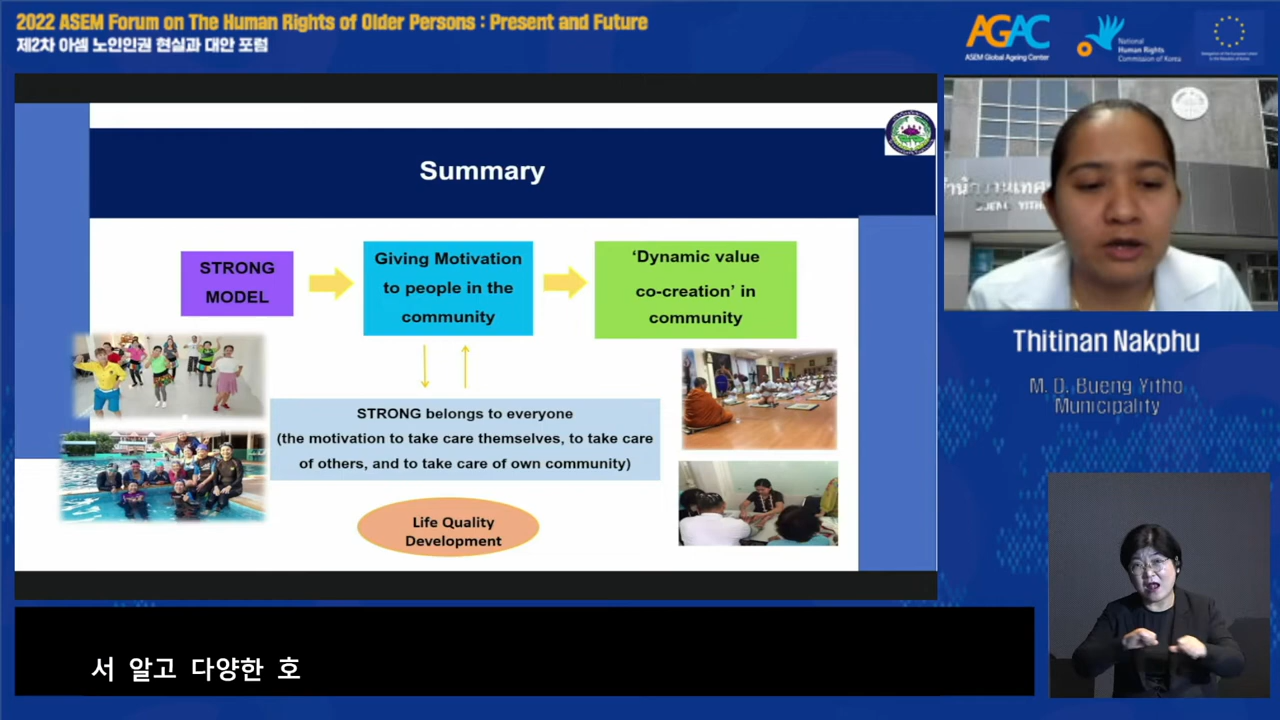 2022 ASEM Forum on The Human Rights of Older Persons : Present and Future
제2차 아셈 노인인권 현실과 대안 포럼
AGAC
ASEM Global Ageing Center
National
Human Rights
Commission of Korea
Summary
STRONG
MODEL
Giving Motivation
to people in the
community
‘Dynamic value
co-creation’ in
community
STRONG belongs to everyone
(the motivation to take care themselves, to take care
of others, and to take care of own community)
Life Quality
Development
Thitinan Nakphu
M. D. Bueng Yitho
Municipality
서 알고 다양한 호